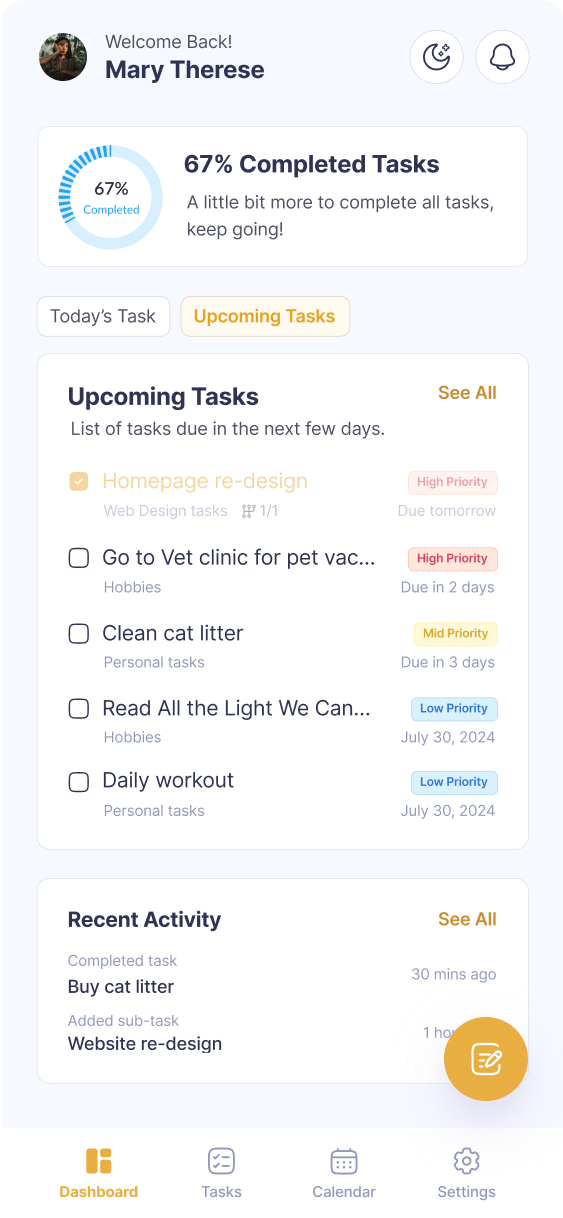 Welcome Back!
Mary Therese
67%
Completed
67% Completed Tasks
A little bit more to complete all tasks,
keep going!
Today’s Task
Upcoming Tasks
Upcoming Tasks
See All
List of tasks due in the next few days.
Homepage re-design
High Priority
Web Design tasks 1/1
Due tomorrow
Go to Vet clinic for pet vac...
High Priority
Hobbies
Due in 2 days
Clean cat litter
Mid Priority
Personal tasks
Due in 3 days
Read All the Light We Can...
Low Priority
Hobbies
July 30, 2024
Daily workout
Low Priority
Personal tasks
July 30, 2024
Recent Activity
See All
Completed task
Buy cat litter
30 mins ago
Added sub-task
Website re-design
1
Dashboard
Tasks
Calendar
Settings